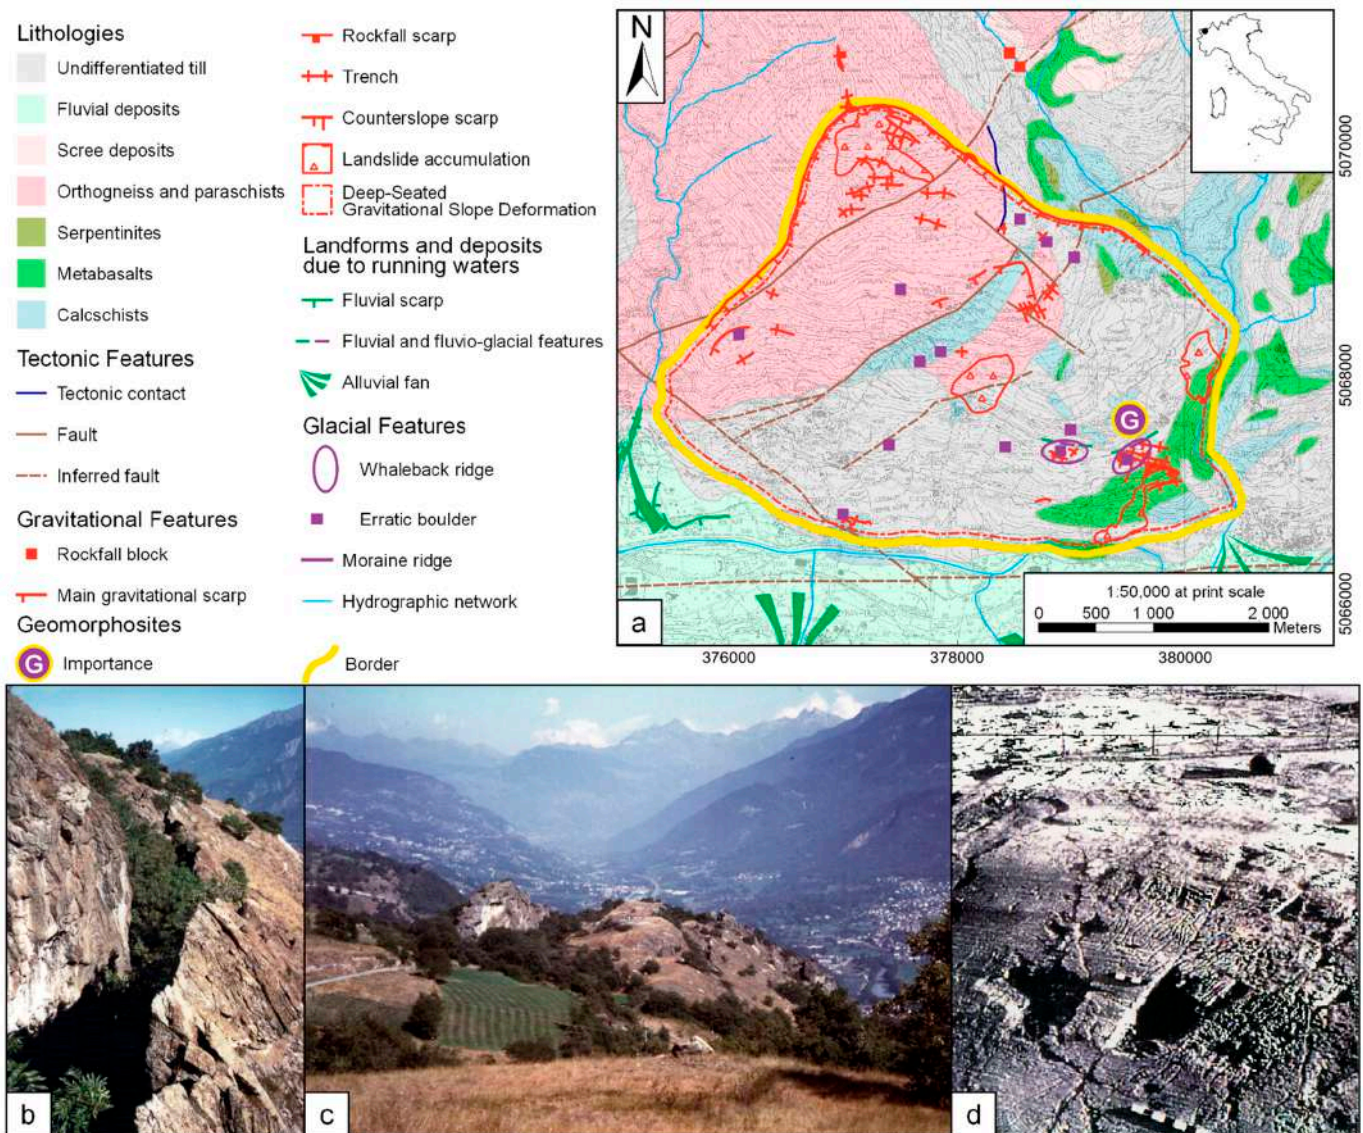 Lithologies
Undifferentiated till
Fluvial deposits
Scree deposits
Orthogneiss and paraschists
Serpentinites
Metabasalts
Calcschists
Tectonic Features
Tectonic contact
Fault
Inferred fault
Gravitational Features
Rockfall block
Main gravitational scarp
Geomorphosites
G Importance
Rockfall scarp
Trench
Counterslope scarp
Landslide accumulation
Deep-Seated
Gravitational Slope Deformation
Landforms and deposits
due to running waters
Fluvial scarp
Fluvial and fluvio-glacial features
Alluvial fan
Glacial Features
Whaleback ridge
Erratic boulder
Moraine ridge
Hydrographic network
Border
N
G
5070000
5068000
5066000
1:50,000 at print scale
0 500 1 000 2 000
Meters
a
376000 378000 380000
b
c
d